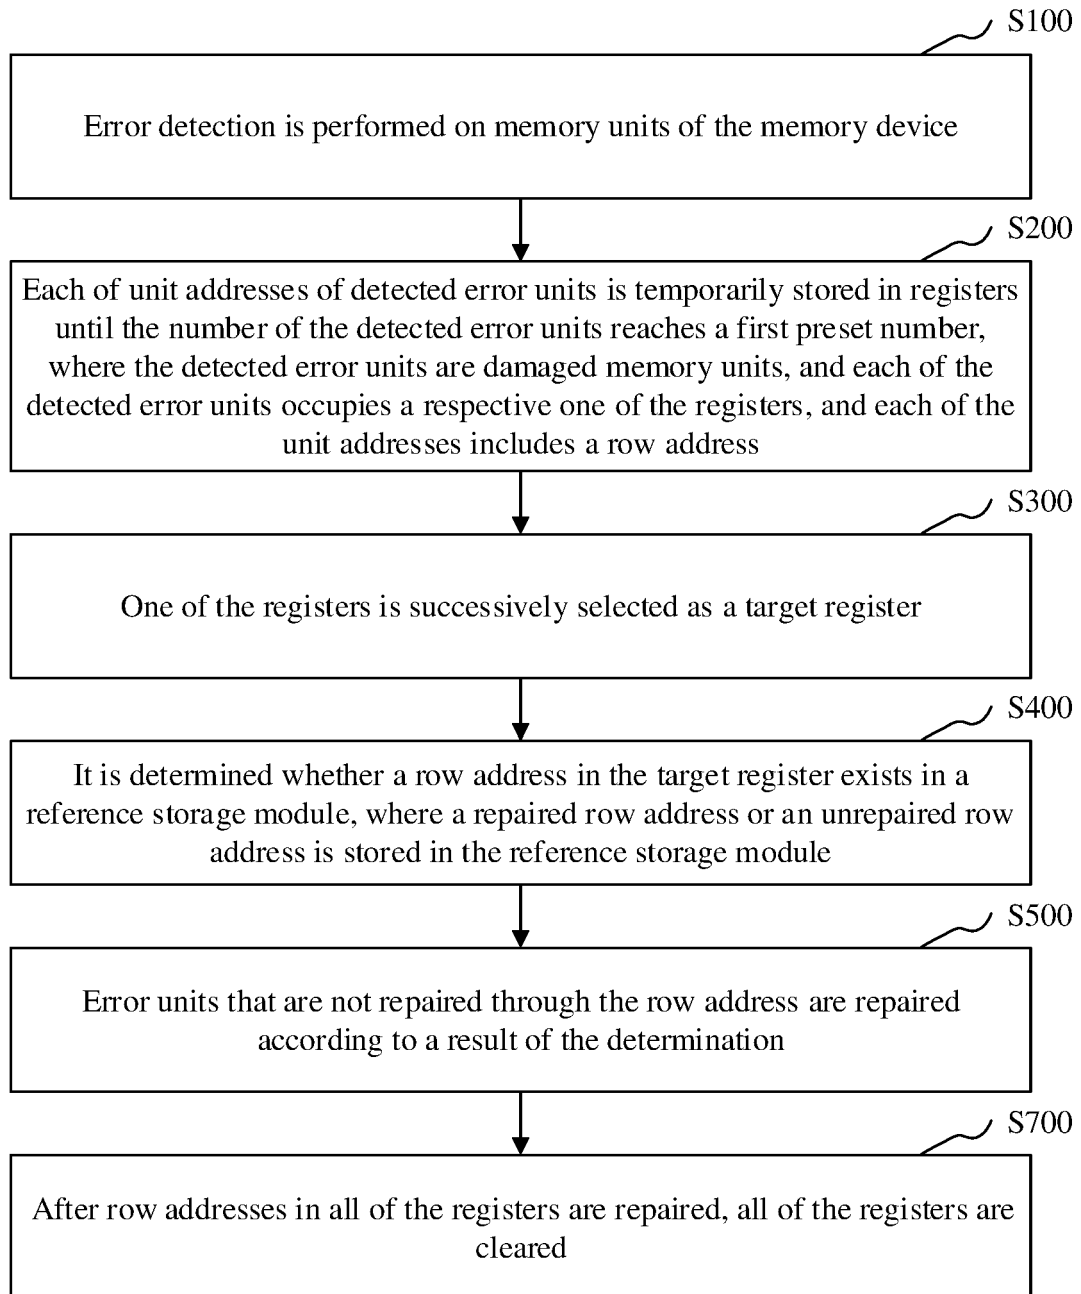 S100
Error detection is performed on memory units of the memory device
S200
Each of unit addresses of detected error units is temporarily stored in registers
until the number of the detected error units reaches a first preset number,
where the detected error units are damaged memory units, and each of the
detected error units occupies a respective one of the registers, and each of the
unit addresses includes a row address
S300
One of the registers is successively selected as a target register
S400
It is determined whether a row address in the target register exists in a
reference storage module, where a repaired row address or an unrepaired row
address is stored in the reference storage module
S500
Error units that are not repaired through the row address are repaired
according to a result of the determination
S700
After row addresses in all of the registers are repaired, all of the registers are
cleared